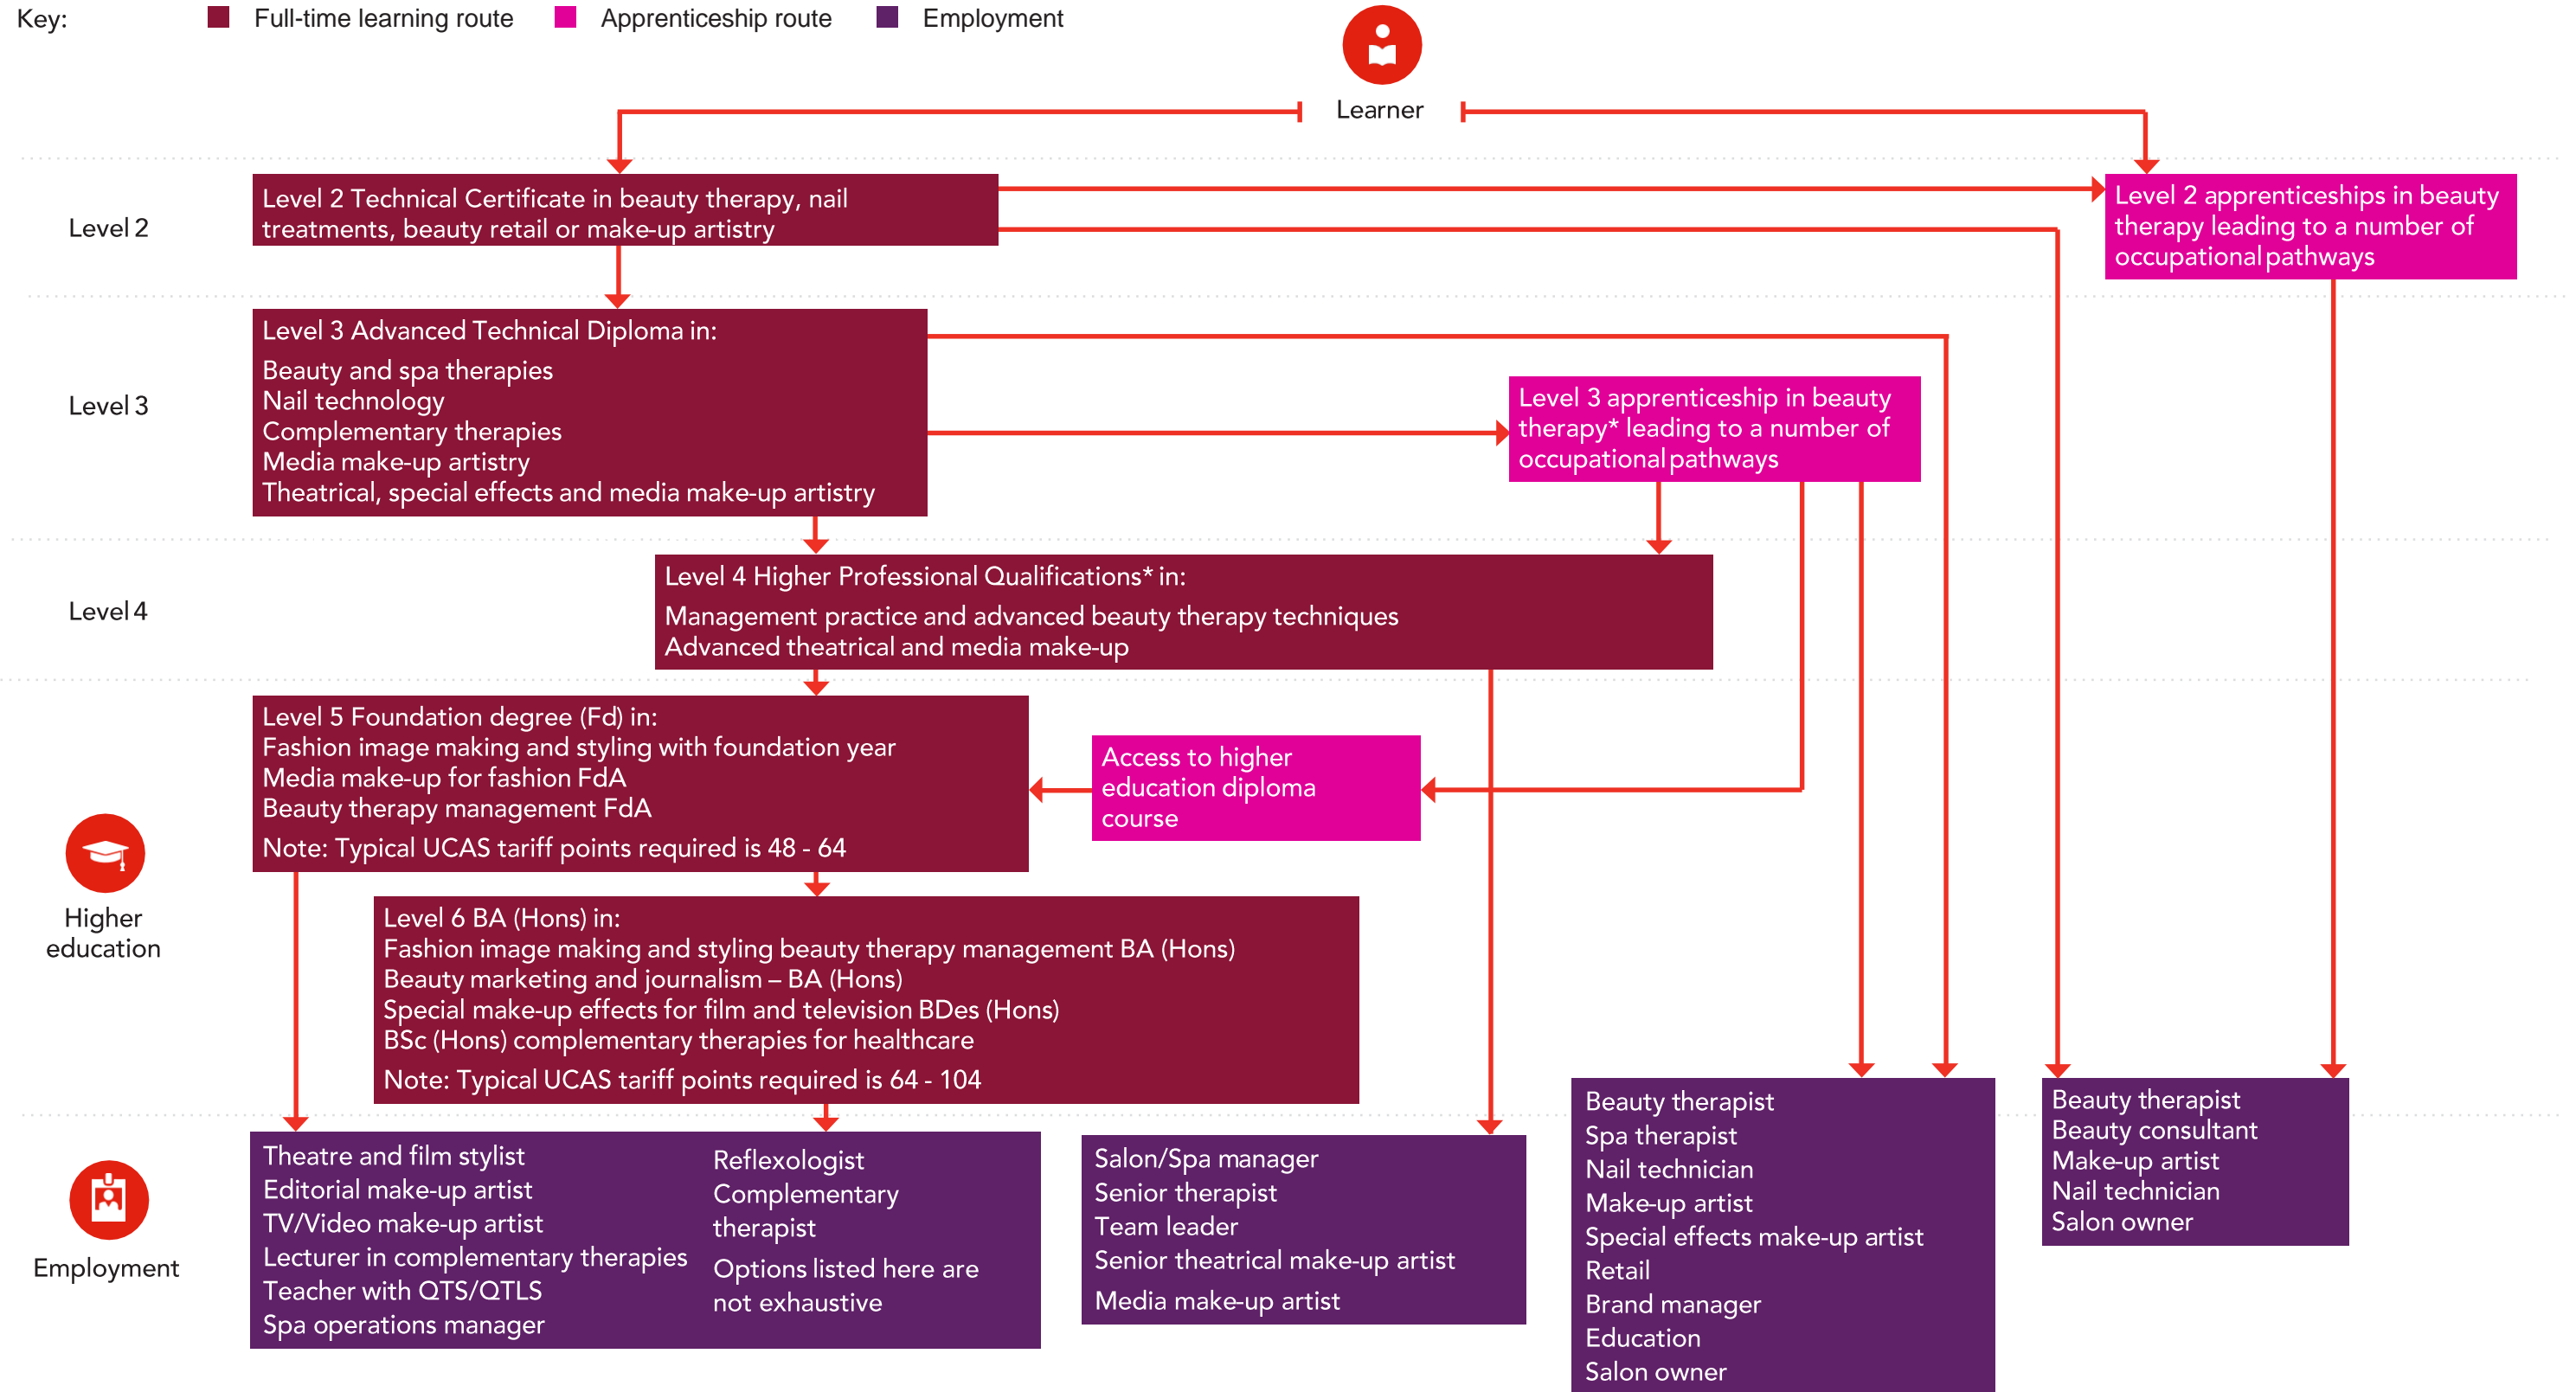 Key:
Full-time learning route
Apprenticeship route
Employment
Learner
Level 2
Level 2 Technical Certificate in beauty therapy, nail
treatments, beauty retail or make-up artistry
Level 2 apprenticeships in beauty
therapy leading to a number of
occupational pathways
Level 3
Level 3 Advanced Technical Diploma in:
Beauty and spa therapies
Nail technology
Complementary therapies
Media make-up artistry
Theatrical, special effects and media make-up artistry
Level 3 apprenticeship in beauty
therapy* leading to a number of
occupational pathways
Level 4
Level 4 Higher Professional Qualifications* in:
Management practice and advanced beauty therapy techniques
Advanced theatrical and media make-up
Higher
education
Level 5 Foundation degree (Fd) in:
Fashion image making and styling with foundation year
Media make-up for fashion FdA
Beauty therapy management FdA
Note: Typical UCAS tariff points required is 48 - 64
Access to higher
education diploma
course
Level 6 BA (Hons) in:
Fashion image making and styling beauty therapy management BA (Hons)
Beauty marketing and journalism – BA (Hons)
Special make-up effects for film and television BDes (Hons)
BSc (Hons) complementary therapies for healthcare
Note: Typical UCAS tariff points required is 64 - 104
Employment
Theatre and film stylist
Editorial make-up artist
TV/Video make-up artist
Lecturer in complementary therapies
Teacher with QTS/QTLS
Spa operations manager
Reflexologist
Complementary
therapist
Options listed here are
not exhaustive
Salon/Spa manager
Senior therapist
Team leader
Senior theatrical make-up artist
Media make-up artist
Beauty therapist
Spa therapist
Nail technician
Make-up artist
Special effects make-up artist
Retail
Brand manager
Education
Salon owner
Beauty therapist
Beauty consultant
Make-up artist
Nail technician
Salon owner